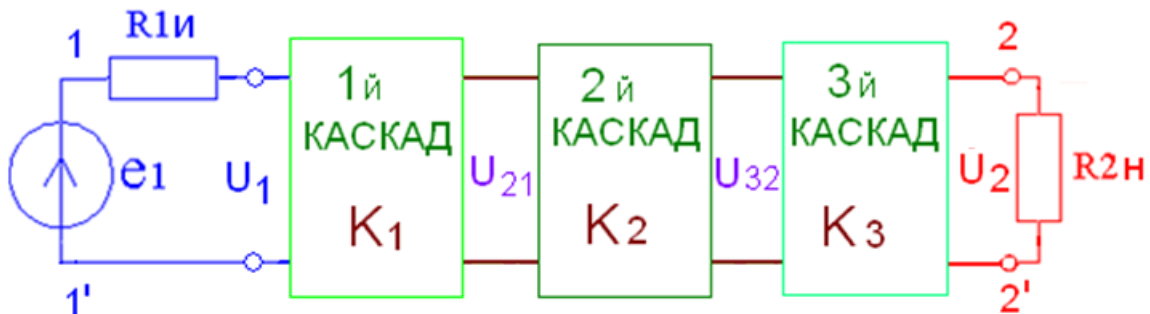 1
R1и
1й
КАСКАД
2й
КАСКАД
3й
КАСКАД
2
e1
U1
U21
U32
U2
R2н
K1
K2
K3
1'
2'